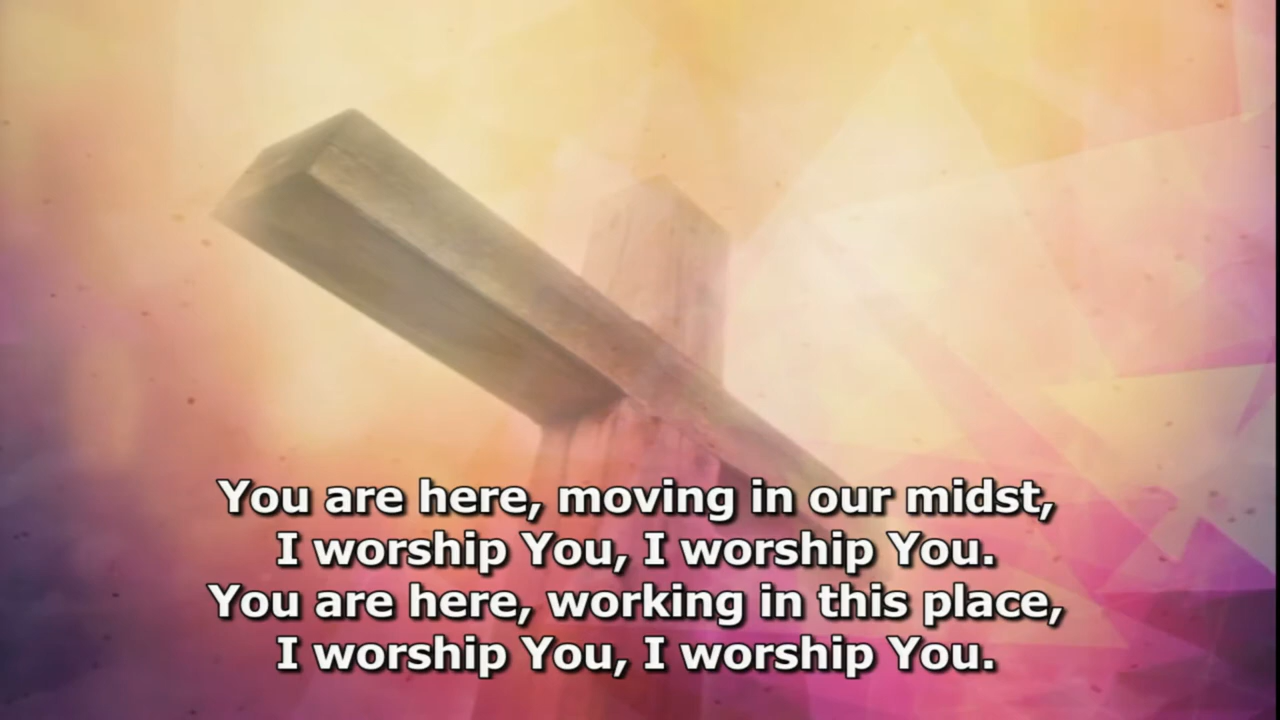 You are here, moving in our midst,
I worship You, I worship You.
You are here, working in this place,
I worship You, I worship You.